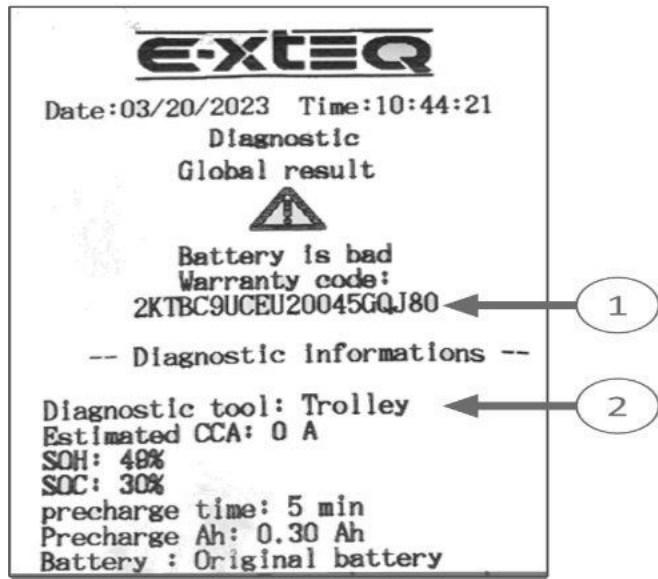 E-XTEQ
Date:03/20/2023 Time:10:44:21
Diagnostic
Global result
Battery is bad
Warranty code:
2KTBC9UCEU20045GQJ80
1
-- Diagnostic informations --
Diagnostic tool: Trolley
2
Estimated CCA: 0 A
SOH: 49%
SOC: 30%
precharge time: 5 min
Precharge Ah: 0.30 Ah
Battery : Original battery